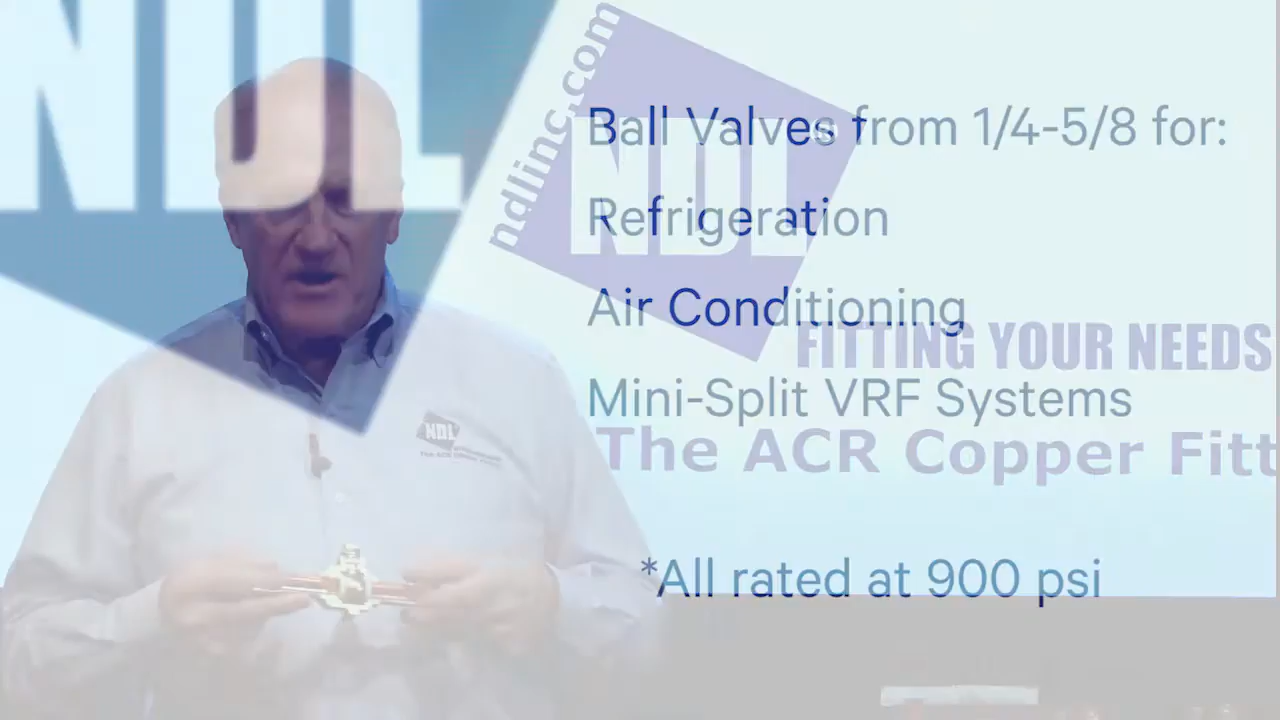 NDL
ndlinc.com
NDL
Ball Valves from 1/4-5/8 for:
Refrigeration
Air Conditioning
FITTING YOUR NEEDS
Mini-Split VRF Systems
The ACR Copper Fitt
NDL
*All rated at 900 psi